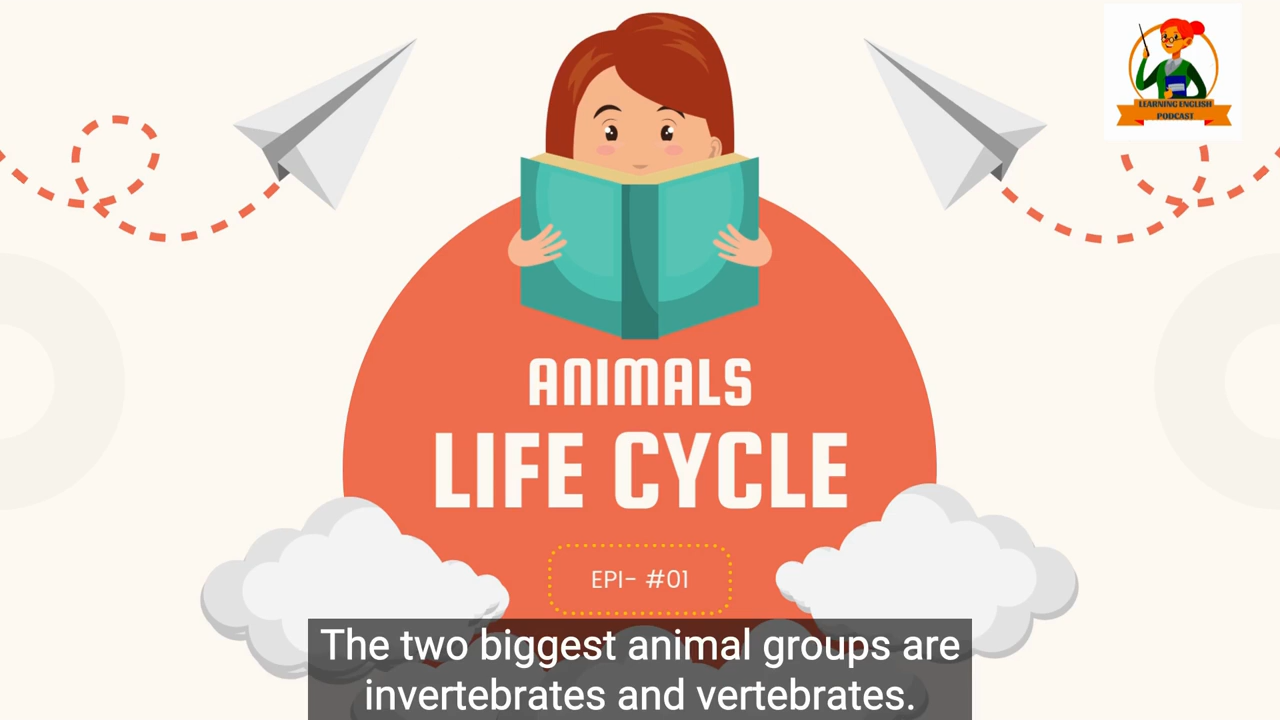 LEARNING ENGLISH
PODCAST
ANIMALS
LIFE CYCLE
EPI- #01
The two biggest animal groups are
invertebrates and vertebrates.